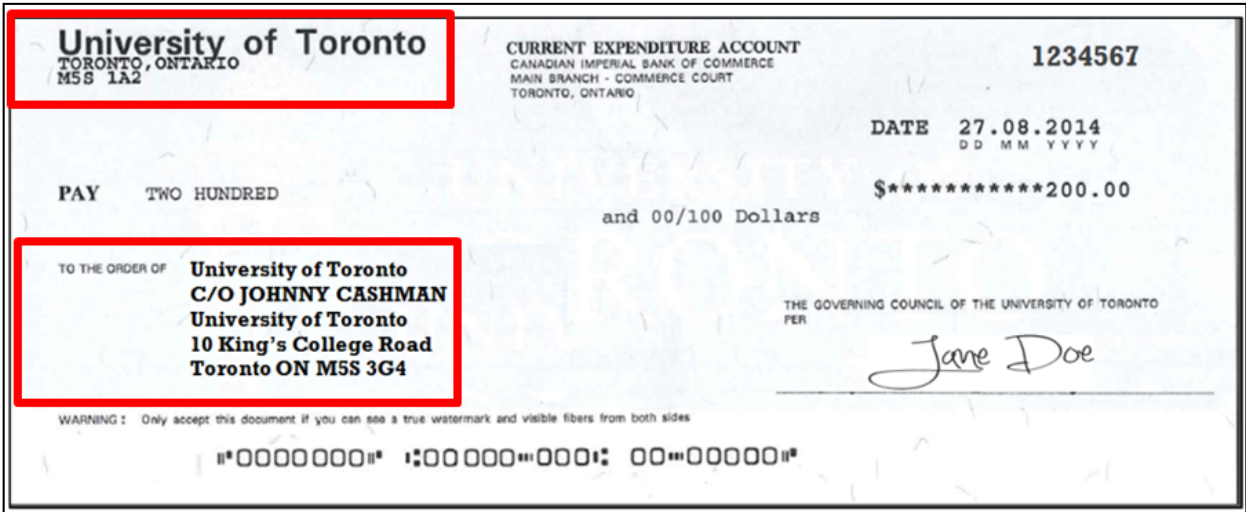 University of Toronto
TORONTO, ONTARIO
M5S 1A2
CURRENT EXPENDITURE ACCOUNT
CANADIAN IMPERIAL BANK OF COMMERCE
MAIN BRANCH - COMMERCE COURT
TORONTO, ONTARIO
1234567
DATE 27.08.2014
DD MM YYYY
PAY TWO HUNDRED
$***********200.00
and 00/100 Dollars
TO THE ORDER OF University of Toronto
C/O JOHNNY CASHMAN
University of Toronto
10 King's College Road
Toronto ON M5S 3G4
THE GOVERNING COUNCIL OF THE UNIVERSITY OF TORONTO
PER
Jane Doe
WARNING: Only accept this document if you can see a true watermark and visible fibers from both sides
⑈0000000⑈ ⑆00000⑉000⑆ 00⑉00000⑈